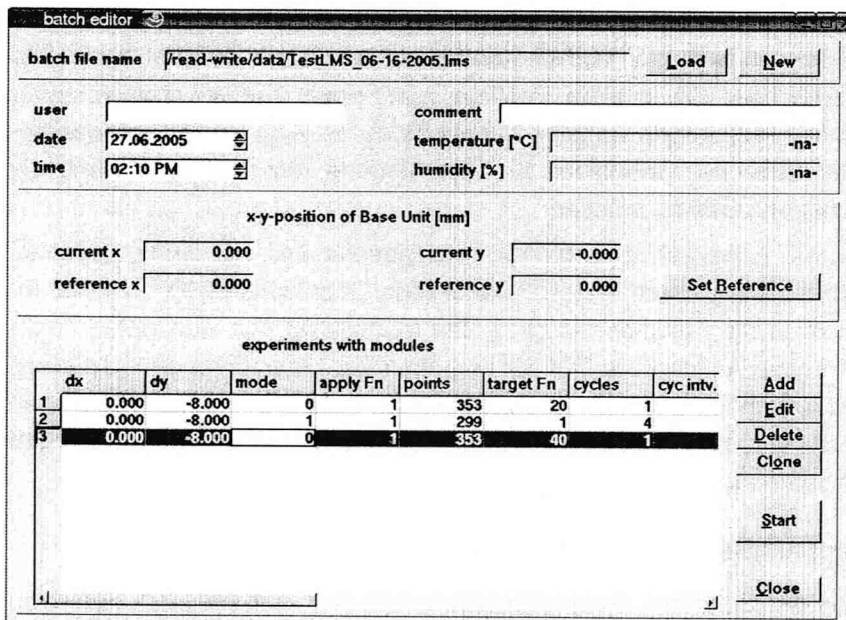 batch editor
batch file name /read-write/data/TestLMS_06-16-2005.lms Load New
user comment
date 27.06.2005 temperature [°C] -na-
time 02:10 PM humidity [%] -na-
x-y-position of Base Unit [mm]
current x 0.000 current y -0.000
reference x 0.000 reference y 0.000 Set Reference
experiments with modules
dx dy mode apply Fn points target Fn cycles cyc intv. Add
1 0.000 -8.000 0 1 353 20 1
2 0.000 -8.000 1 1 299 1 4 Edit
3 0.000 -8.000 0 1 353 40 1 Delete
Clone
Start
Close